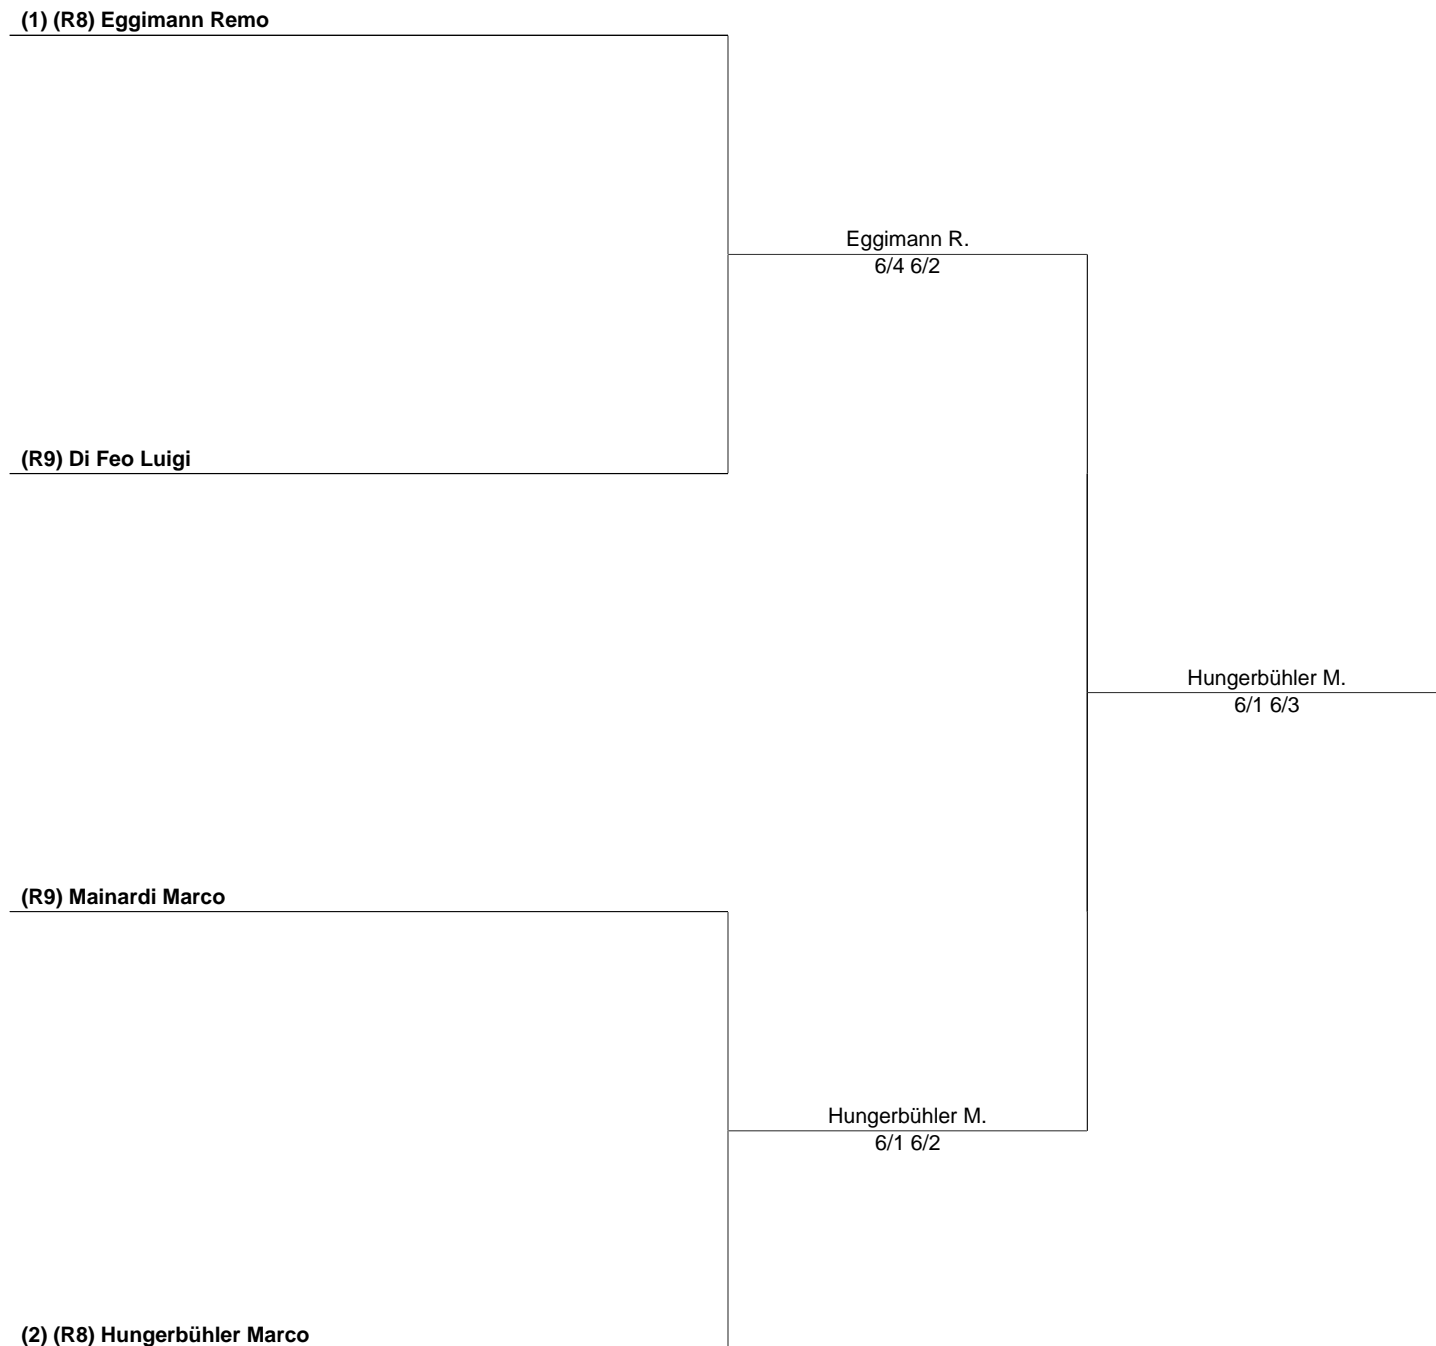 (1) (R8) Eggimann Remo
Eggimann R.
6/4 6/2
(R9) Di Feo Luigi
Hungerbühler M.
6/1 6/3
(R9) Mainardi Marco
Hungerbühler M.
6/1 6/2
(2) (R8) Hungerbühler Marco